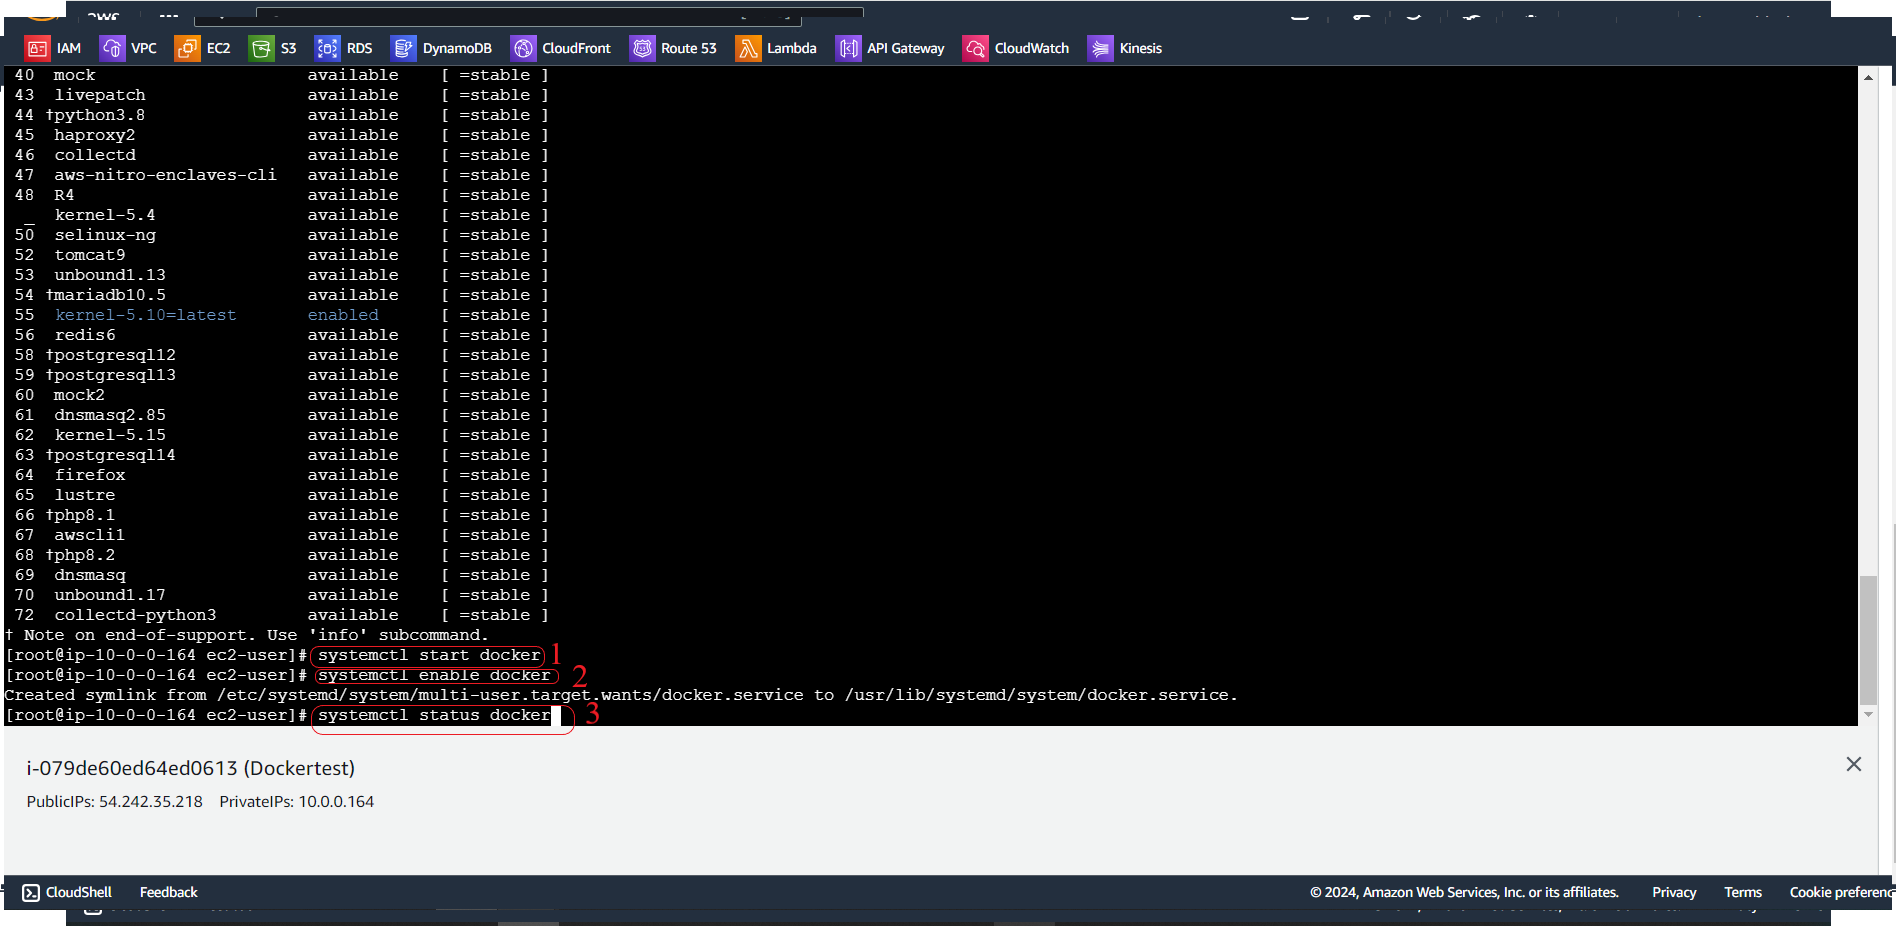 aws
IAM VPC EC2 S3 RDS DynamoDB CloudFront Route 53 Lambda API Gateway CloudWatch Kinesis
40 mock available [ =stable ]
43 livepatch available [ =stable ]
44 †python3.8 available [ =stable ]
45 haproxy2 available [ =stable ]
46 collectd available [ =stable ]
47 aws-nitro-enclaves-cli available [ =stable ]
48 R4 available [ =stable ]
_ kernel-5.4 available [ =stable ]
50 selinux-ng available [ =stable ]
52 tomcat9 available [ =stable ]
53 unbound1.13 available [ =stable ]
54 †mariadb10.5 available [ =stable ]
55 kernel-5.10=latest enabled [ =stable ]
56 redis6 available [ =stable ]
58 †postgresql12 available [ =stable ]
59 †postgresql13 available [ =stable ]
60 mock2 available [ =stable ]
61 dnsmasq2.85 available [ =stable ]
62 kernel-5.15 available [ =stable ]
63 †postgresql14 available [ =stable ]
64 firefox available [ =stable ]
65 lustre available [ =stable ]
66 †php8.1 available [ =stable ]
67 awscli1 available [ =stable ]
68 †php8.2 available [ =stable ]
69 dnsmasq available [ =stable ]
70 unbound1.17 available [ =stable ]
72 collectd-python3 available [ =stable ]
† Note on end-of-support. Use 'info' subcommand.
[root@ip-10-0-0-164 ec2-user]# systemctl start docker 1
[root@ip-10-0-0-164 ec2-user]# systemctl enable docker 2
Created symlink from /etc/systemd/system/multi-user.target.wants/docker.service to /usr/lib/systemd/system/docker.service.
[root@ip-10-0-0-164 ec2-user]# systemctl status docker 3
i-079de60ed64ed0613 (Dockertest)
PublicIPs: 54.242.35.218 PrivateIPs: 10.0.0.164
CloudShell Feedback © 2024, Amazon Web Services, Inc. or its affiliates. Privacy Terms Cookie preferenc